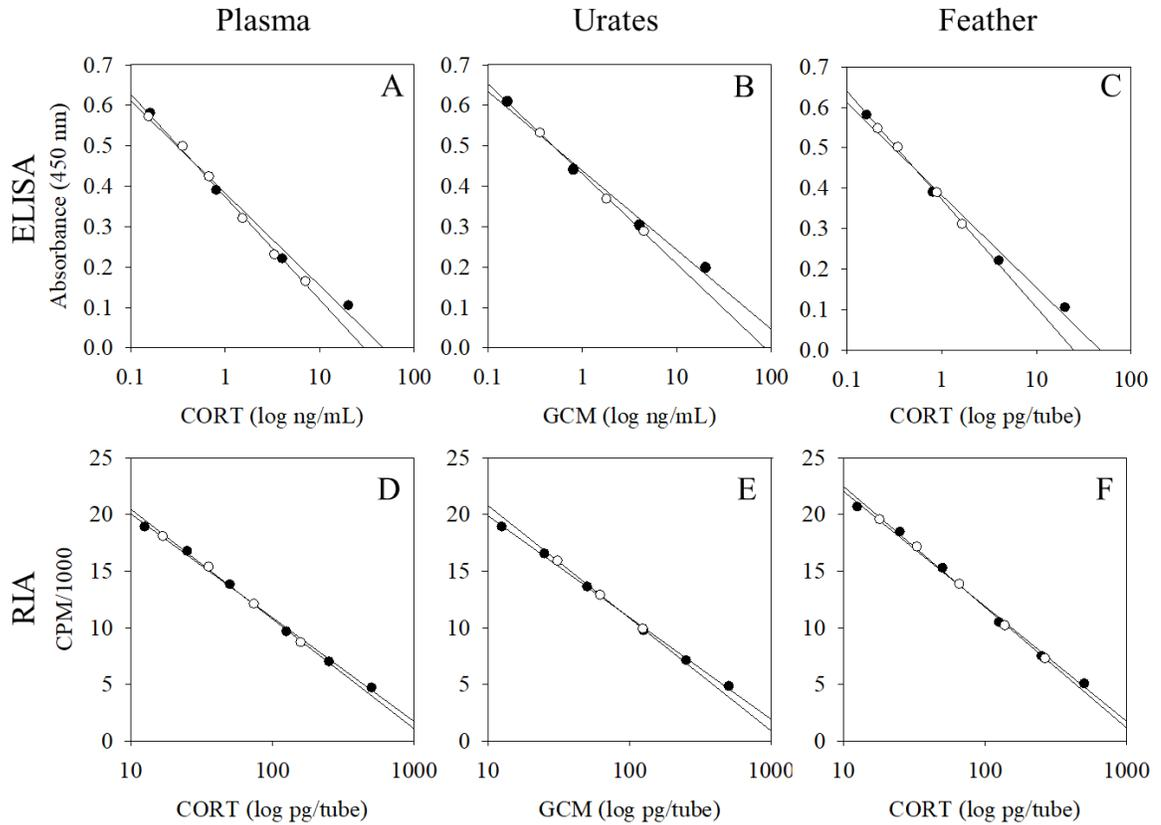 Plasma Urates Feather
ELISA
Absorbance (450 nm)
A
0.7
0.6
0.5
0.4
0.3
0.2
0.1
0.0
0.1 1 10 100
CORT (log ng/mL)
B
0.7
0.6
0.5
0.4
0.3
0.2
0.1
0.0
0.1 1 10 100
GCM (log ng/mL)
C
0.7
0.6
0.5
0.4
0.3
0.2
0.1
0.0
0.1 1 10 100
CORT (log pg/tube)
RIA
CPM/1000
D
25
20
15
10
5
0
10 100 1000
CORT (log pg/tube)
E
25
20
15
10
5
0
10 100 1000
GCM (log pg/tube)
F
25
20
15
10
5
0
10 100 1000
CORT (log pg/tube)